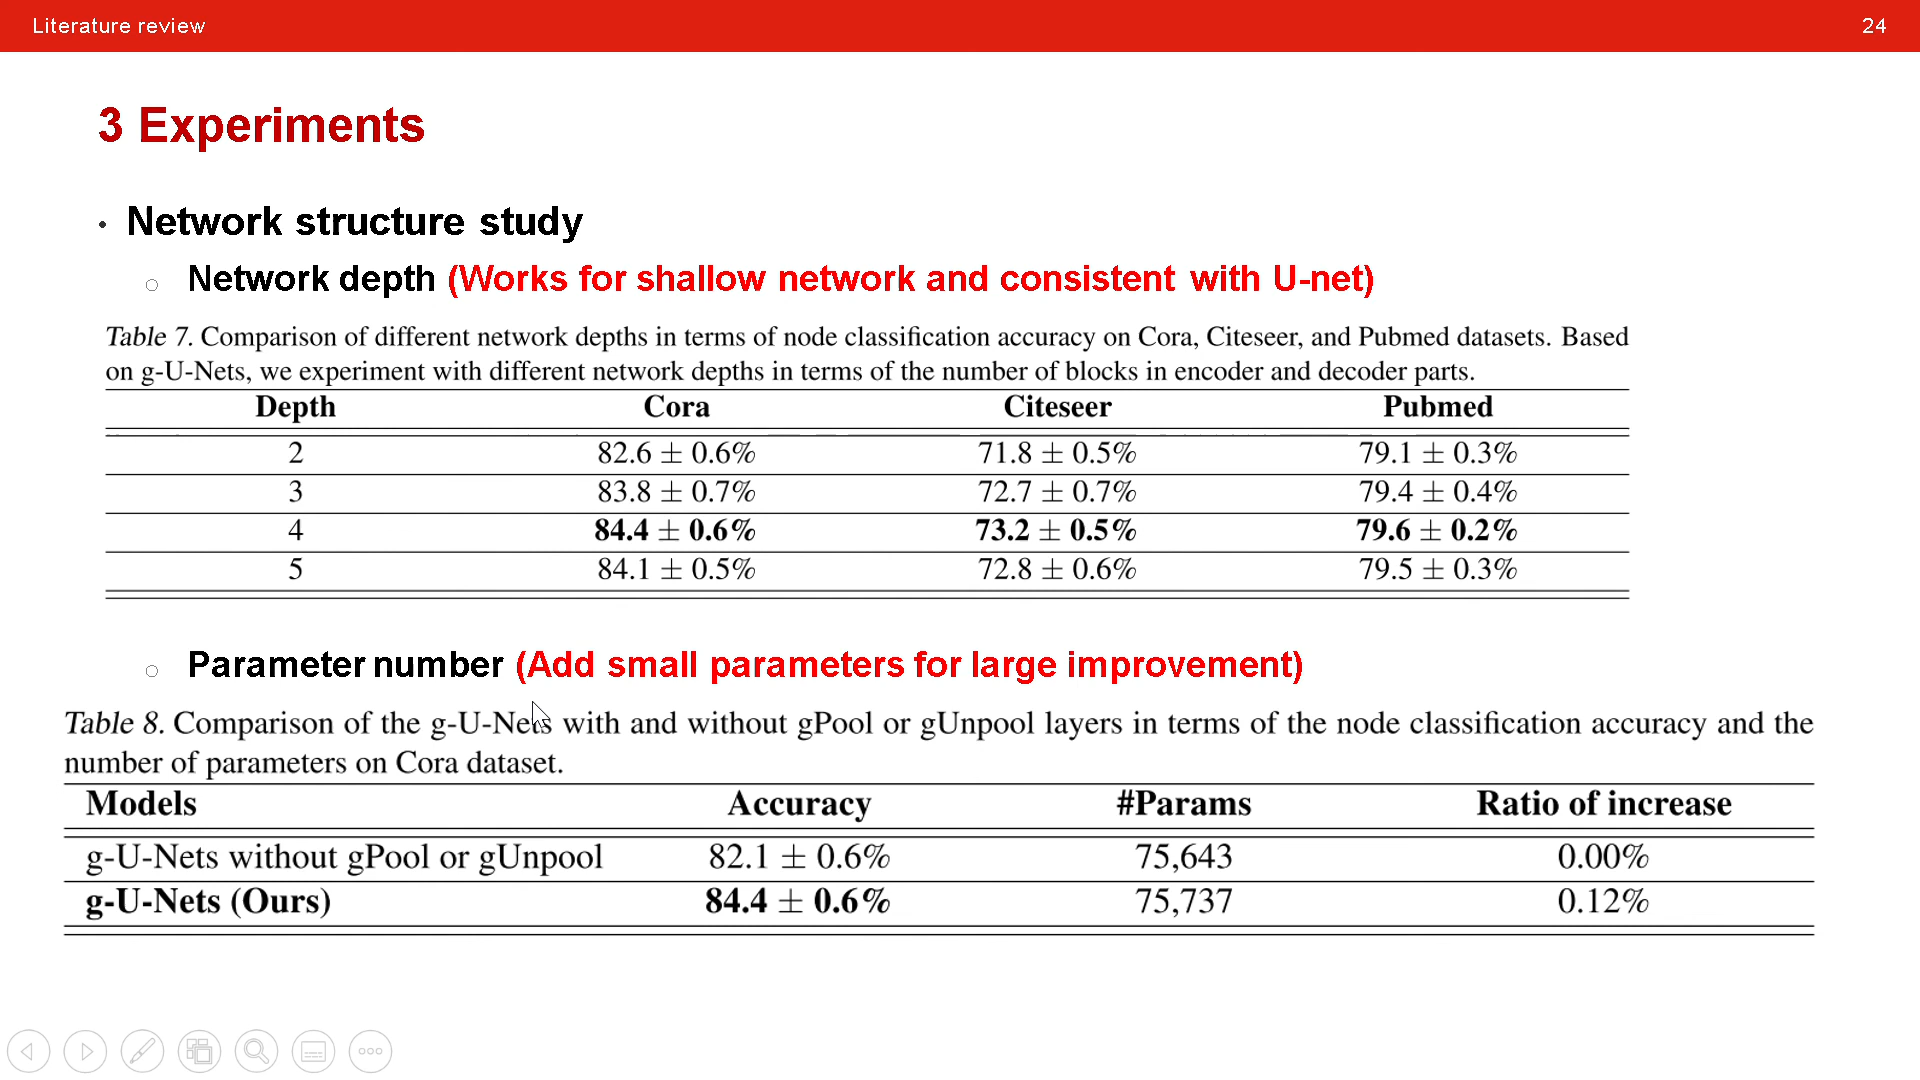 Literature review 24
3 Experiments
• Network structure study
○ Network depth (Works for shallow network and consistent with U-net)
Table 7. Comparison of different network depths in terms of node classification accuracy on Cora, Citeseer, and Pubmed datasets. Based
on g-U-Nets, we experiment with different network depths in terms of the number of blocks in encoder and decoder parts.
Depth Cora Citeseer Pubmed
2 82.6 ± 0.6% 71.8 ± 0.5% 79.1 ± 0.3%
3 83.8 ± 0.7% 72.7 ± 0.7% 79.4 ± 0.4%
4 84.4 ± 0.6% 73.2 ± 0.5% 79.6 ± 0.2%
5 84.1 ± 0.5% 72.8 ± 0.6% 79.5 ± 0.3%
○ Parameter number (Add small parameters for large improvement)
Table 8. Comparison of the g-U-Nets with and without gPool or gUnpool layers in terms of the node classification accuracy and the
number of parameters on Cora dataset.
Models Accuracy #Params Ratio of increase
g-U-Nets without gPool or gUnpool 82.1 ± 0.6% 75,643 0.00%
g-U-Nets (Ours) 84.4 ± 0.6% 75,737 0.12%